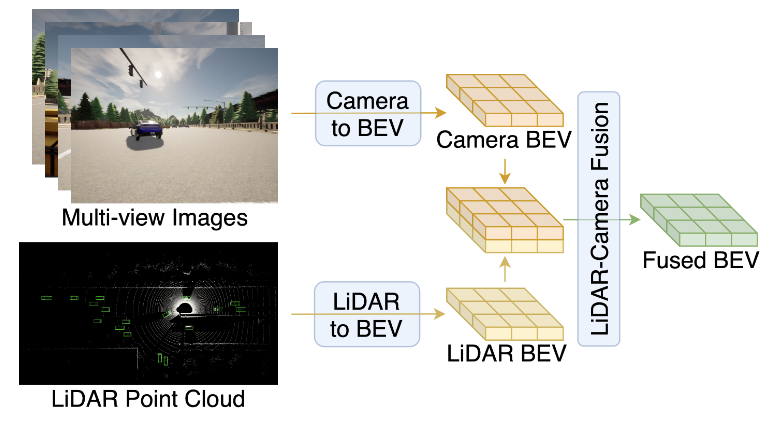 Multi-view Images
Camera
to BEV
Camera BEV
LiDAR-Camera Fusion
Fused BEV
LiDAR
to BEV
LiDAR BEV
LiDAR Point Cloud